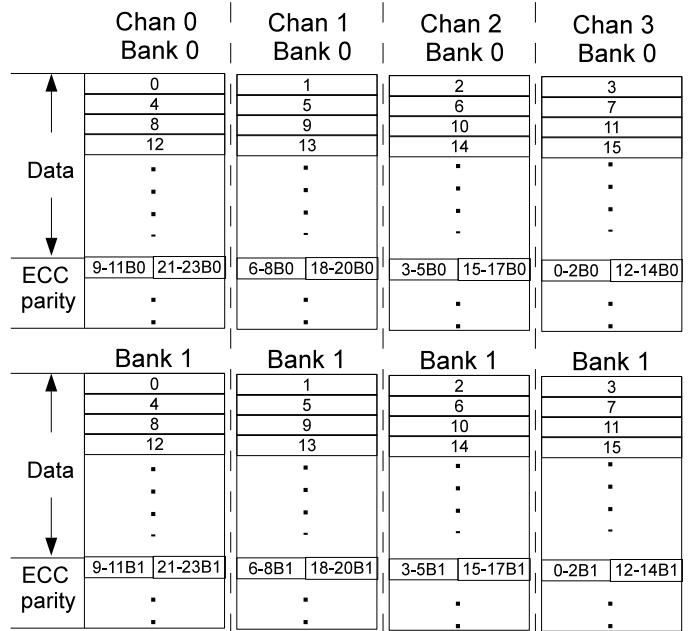 Chan 0 Chan 1 Chan 2 Chan 3
Bank 0 Bank 0 Bank 0 Bank 0
0 1 2 3
4 5 6 7
8 9 10 11
12 13 14 15
Data
ECC parity
9-11B0 21-23B0 6-8B0 18-20B0 3-5B0 15-17B0 0-2B0 12-14B0
Bank 1 Bank 1 Bank 1 Bank 1
0 1 2 3
4 5 6 7
8 9 10 11
12 13 14 15
Data
ECC parity
9-11B1 21-23B1 6-8B1 18-20B1 3-5B1 15-17B1 0-2B1 12-14B1